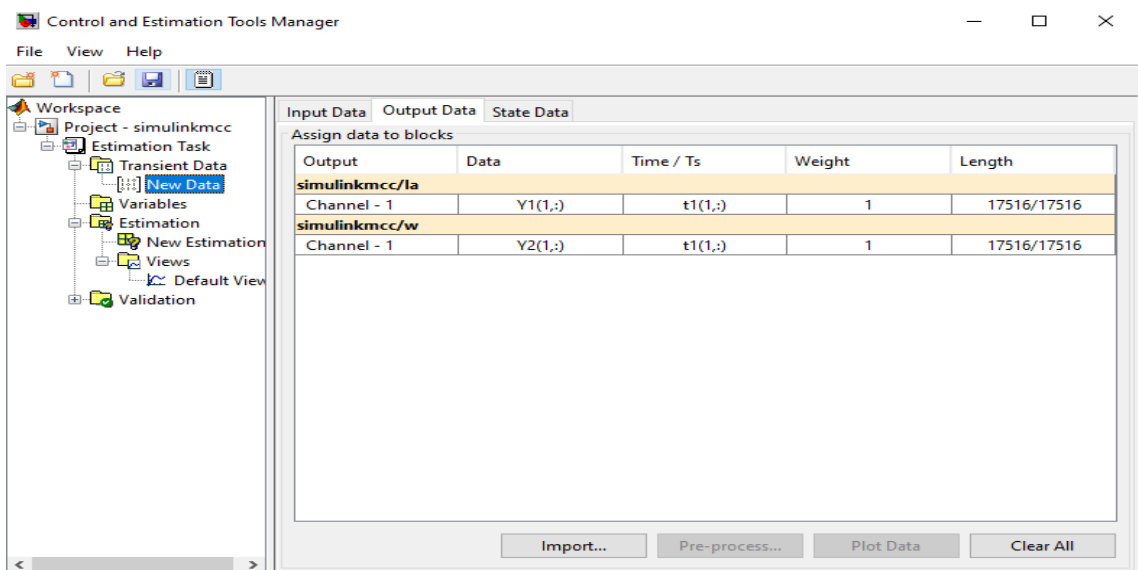 Control and Estimation Tools Manager
File View Help
Workspace
Project - simulinkmcc
Estimation Task
Transient Data
New Data
Variables
Estimation
New Estimation
Views
Default View
Validation
Input Data Output Data State Data
Assign data to blocks
Output Data Time / Ts Weight Length
simulinkmcc/Ia
Channel - 1 Y1(1,:) t1(1,:) 1 17516/17516
simulinkmcc/w
Channel - 1 Y2(1,:) t1(1,:) 1 17516/17516
Import... Pre-process... Plot Data Clear All